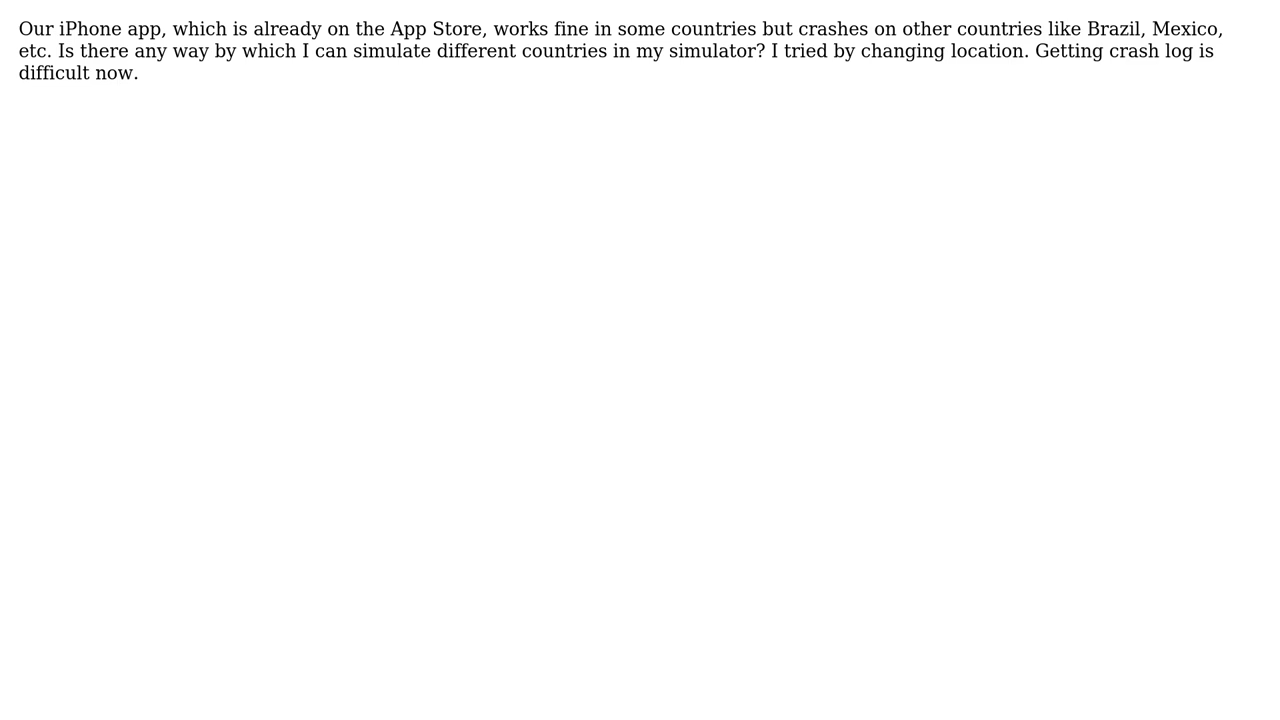 Our iPhone app, which is already on the App Store, works fine in some countries but crashes on other countries like Brazil, Mexico,
etc. Is there any way by which I can simulate different countries in my simulator? I tried by changing location. Getting crash log is
difficult now.